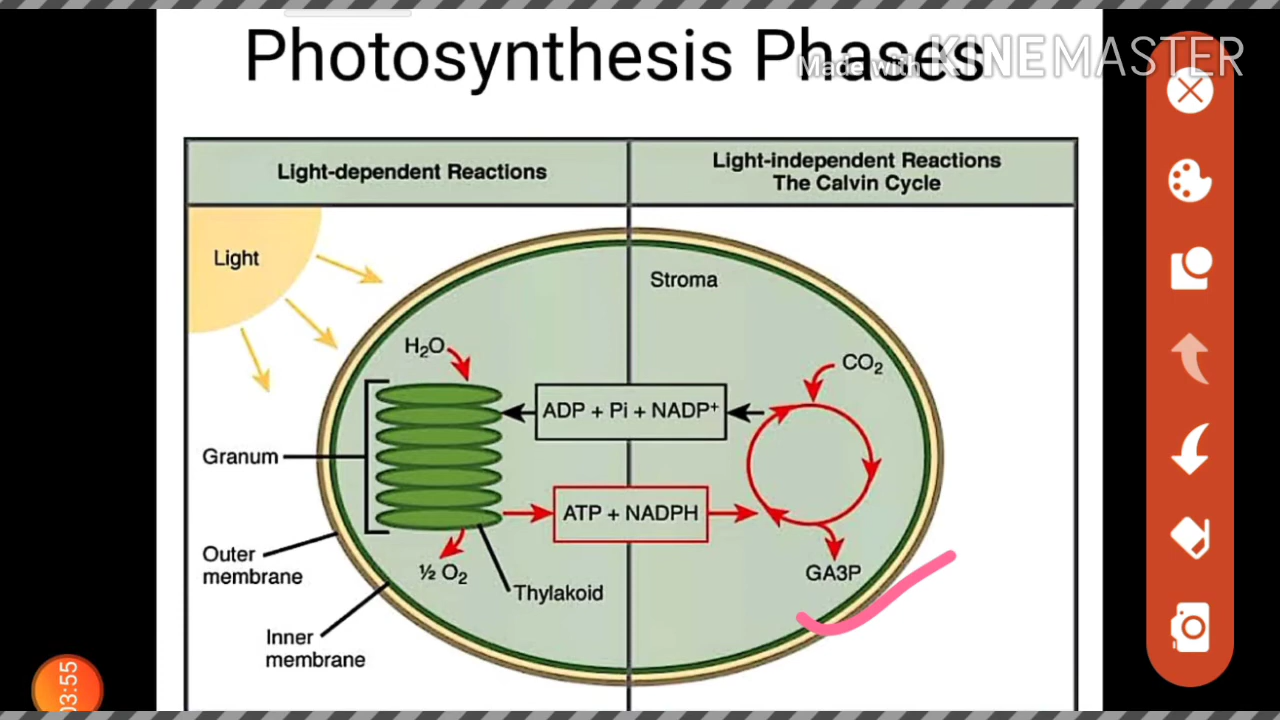 Photosynthesis Phases
Made with KINEMASTER
Light-dependent Reactions
Light-independent Reactions
The Calvin Cycle
Light
Stroma
H₂O
CO₂
ADP + Pi + NADP⁺
Granum
ATP + NADPH
Outer
membrane
½ O₂
GA3P
Thylakoid
Inner
membrane
03:55